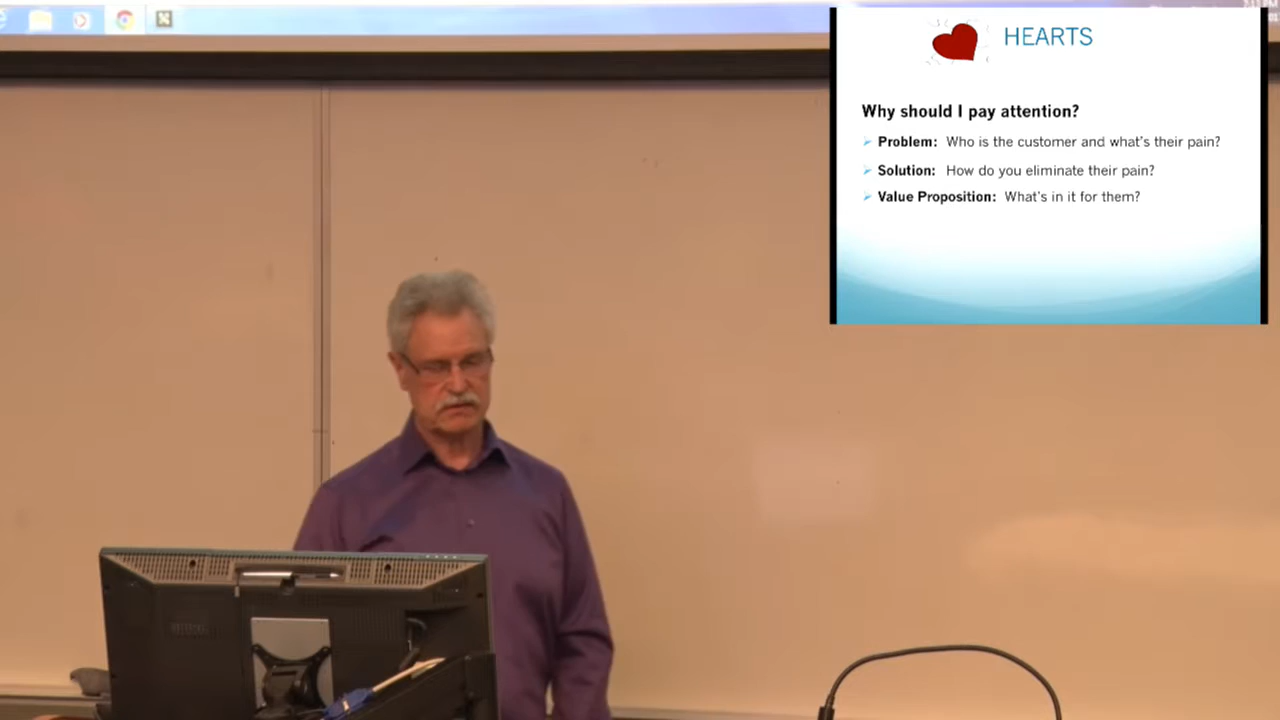 HEARTS
Why should I pay attention?
Problem: Who is the customer and what's their pain?
Solution: How do you eliminate their pain?
Value Proposition: What's in it for them?